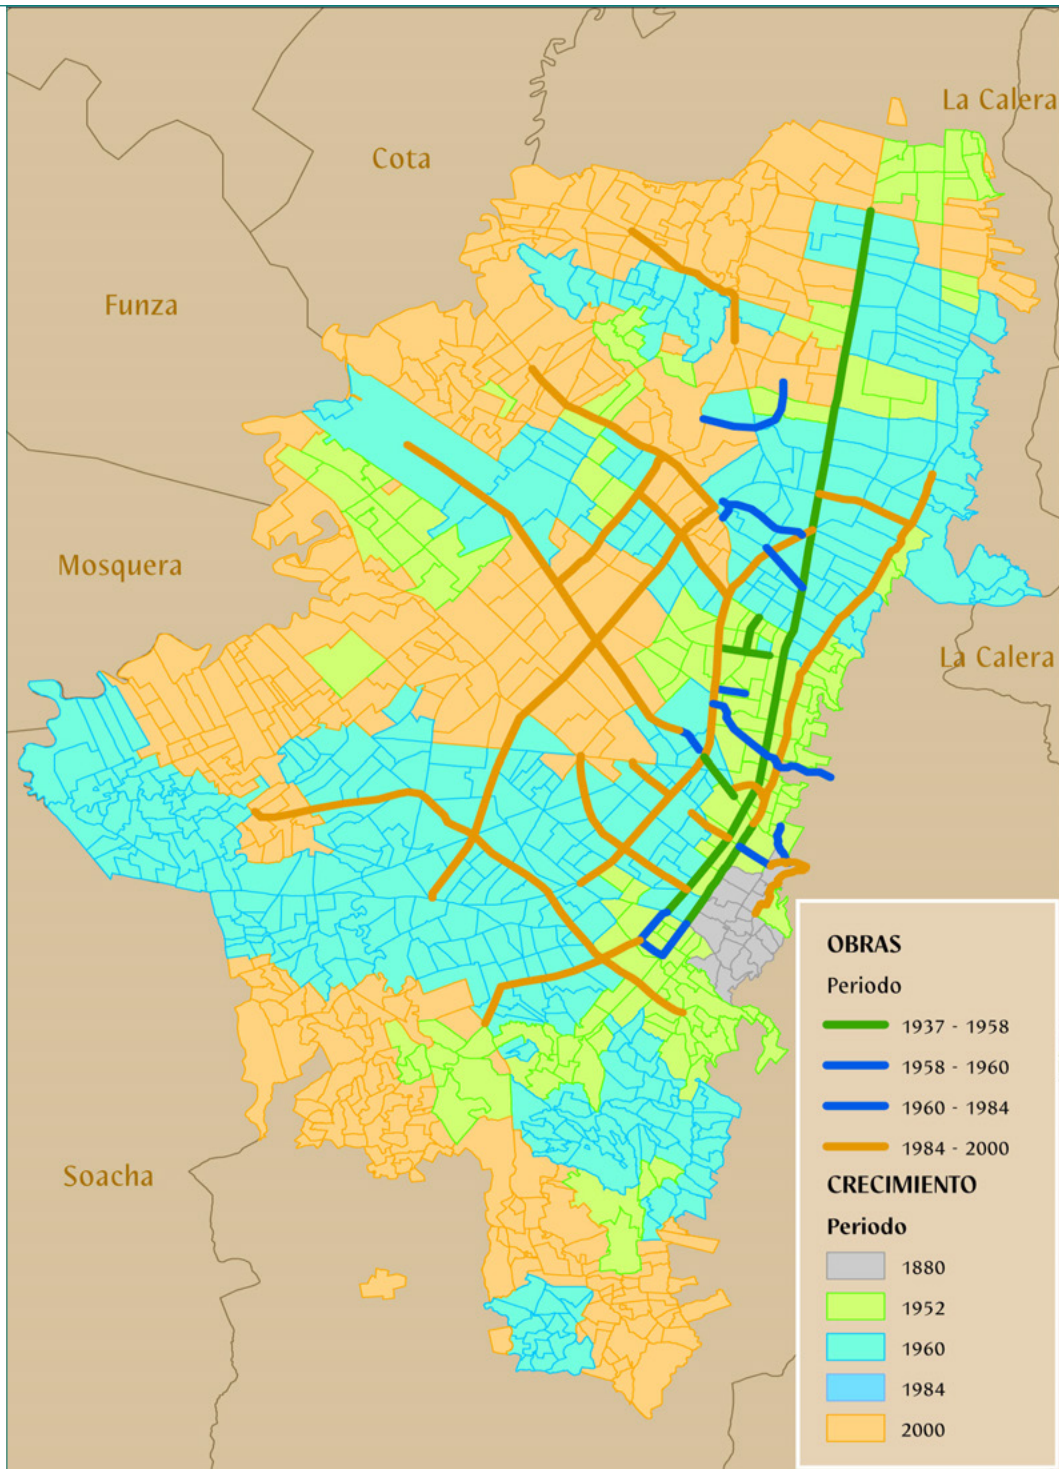 La Calera
Cota
Funza
Mosquera
La Calera
Soacha
OBRAS
Periodo
1937 - 1958
1958 - 1960
1960 - 1984
1984 - 2000
CRECIMIENTO
Periodo
1880
1952
1960
1984
2000